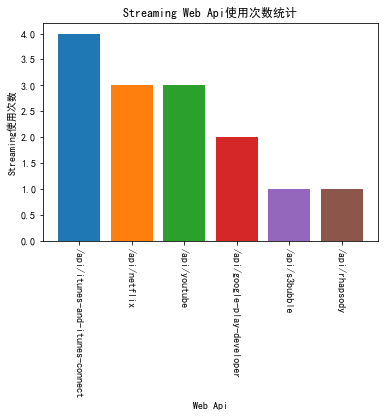 Streaming Web Api使用次数统计
Streaming使用次数
4.0
3.5
3.0
2.5
2.0
1.5
1.0
0.5
0.0
/api/itunes-and-itunes-connect
/api/netflix
/api/youtube
/api/google-play-developer
/api/s3bubble
/api/rhapsody
Web Api